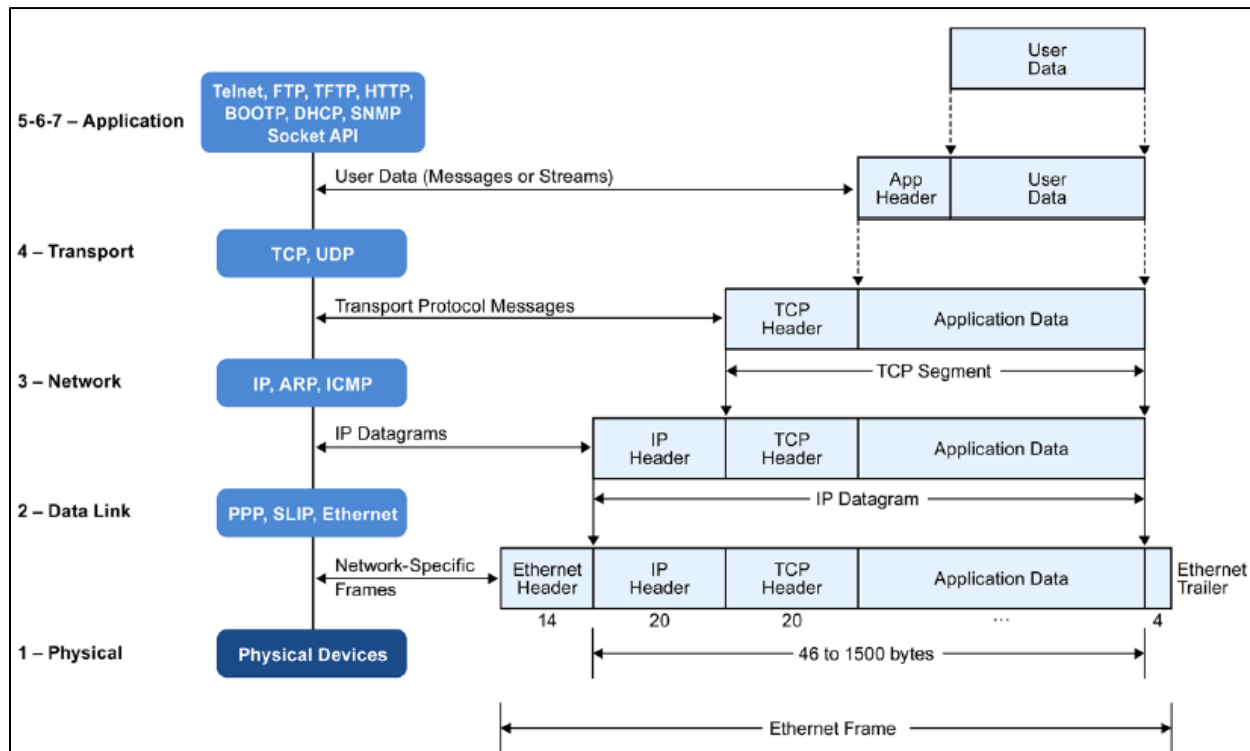 User
Data
Telnet, FTP, TFTP, HTTP,
BOOTP, DHCP, SNMP
Socket API
5-6-7 – Application
User Data (Messages or Streams)
App
Header
User
Data
4 – Transport
TCP, UDP
Transport Protocol Messages
TCP
Header
Application Data
TCP Segment
3 – Network
IP, ARP, ICMP
IP Datagrams
IP
Header
TCP
Header
Application Data
IP Datagram
2 – Data Link
PPP, SLIP, Ethernet
Network-Specific
Frames
Ethernet
Header
IP
Header
TCP
Header
Application Data
Ethernet
Trailer
14
20
20
...
4
1 – Physical
Physical Devices
46 to 1500 bytes
Ethernet Frame